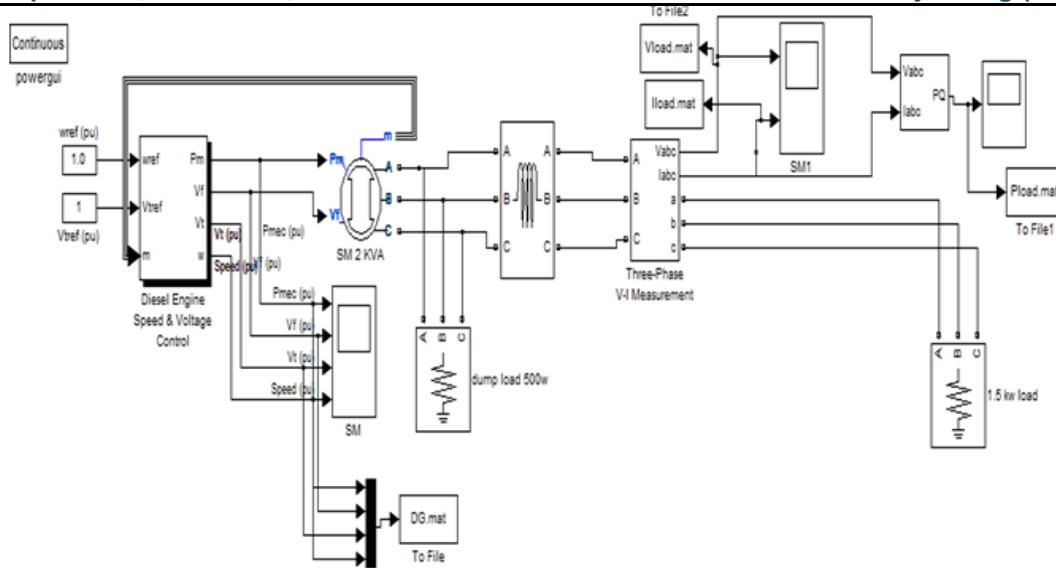 To File2
Continuous
powergui
Vload.mat
Iload.mat
Vabc
Iabc
PQ
SM1
Pload.mat
To File1
wref (pu)
1.0
1
Vtref (pu)
wref
Vtref
m
Pm
Vf
Vt
w
Diesel Engine
Speed & Voltage
Control
Vt (pu)
Speed (pu)
Vf (pu)
Pmec (pu)
m
Pm
Vf
A
B
C
SM 2 KVA
A
B
C
A
B
C
A
B
C
Vabc
Iabc
a
b
c
Three-Phase
V-I Measurement
Pmec (pu)
Vf (pu)
Vt (pu)
Speed (pu)
SM
A
B
C
dump load 500w
A
B
C
1.5 kw load
DG.mat
To File